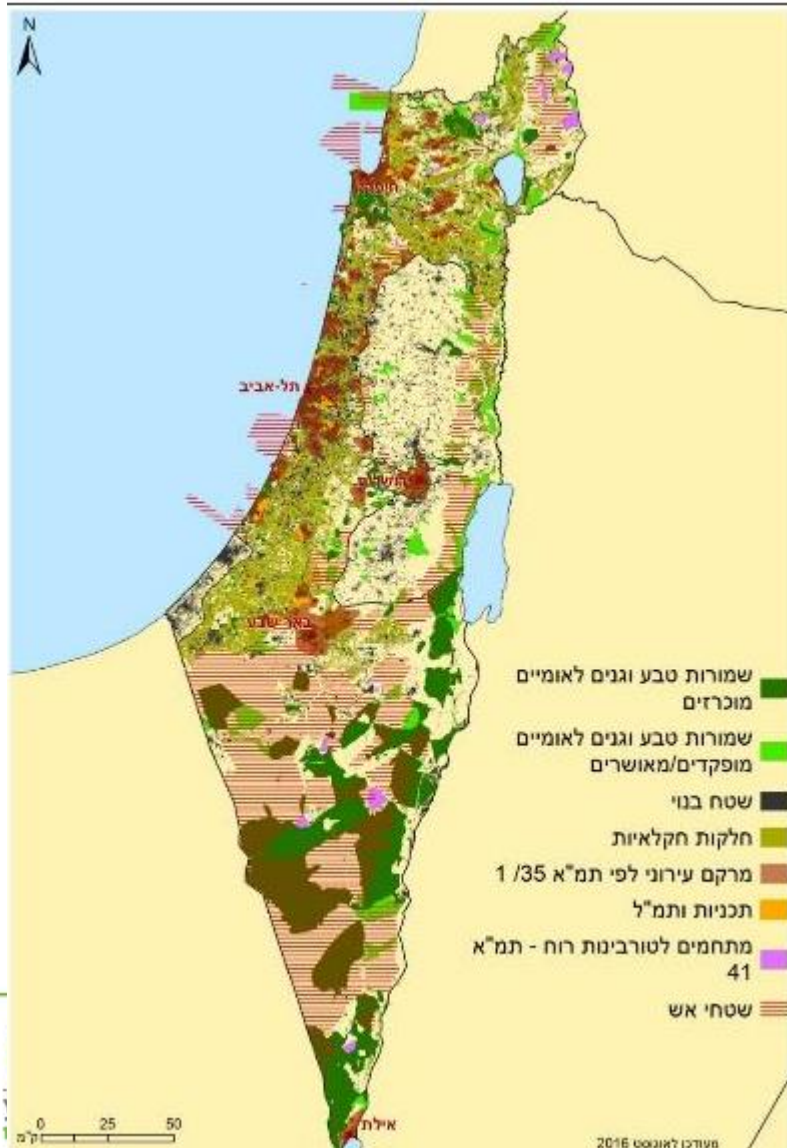 N
חיפה
תל-אביב
ירושלים
באר-שבע
אילת
שמורות טבע וגנים לאומיים
מוכרזים
שמורות טבע וגנים לאומיים
מופקדים/מאושרים
שטח בנוי
חלקות חקלאיות
מרקם עירוני לפי תמ"א 35/ 1
תכניות ותמ"ל
מתחמים לטורבינות רוח - תמ"א
41
שטחי אש
0 25 50
ק"מ
מעודכן לאוגוסט 2016